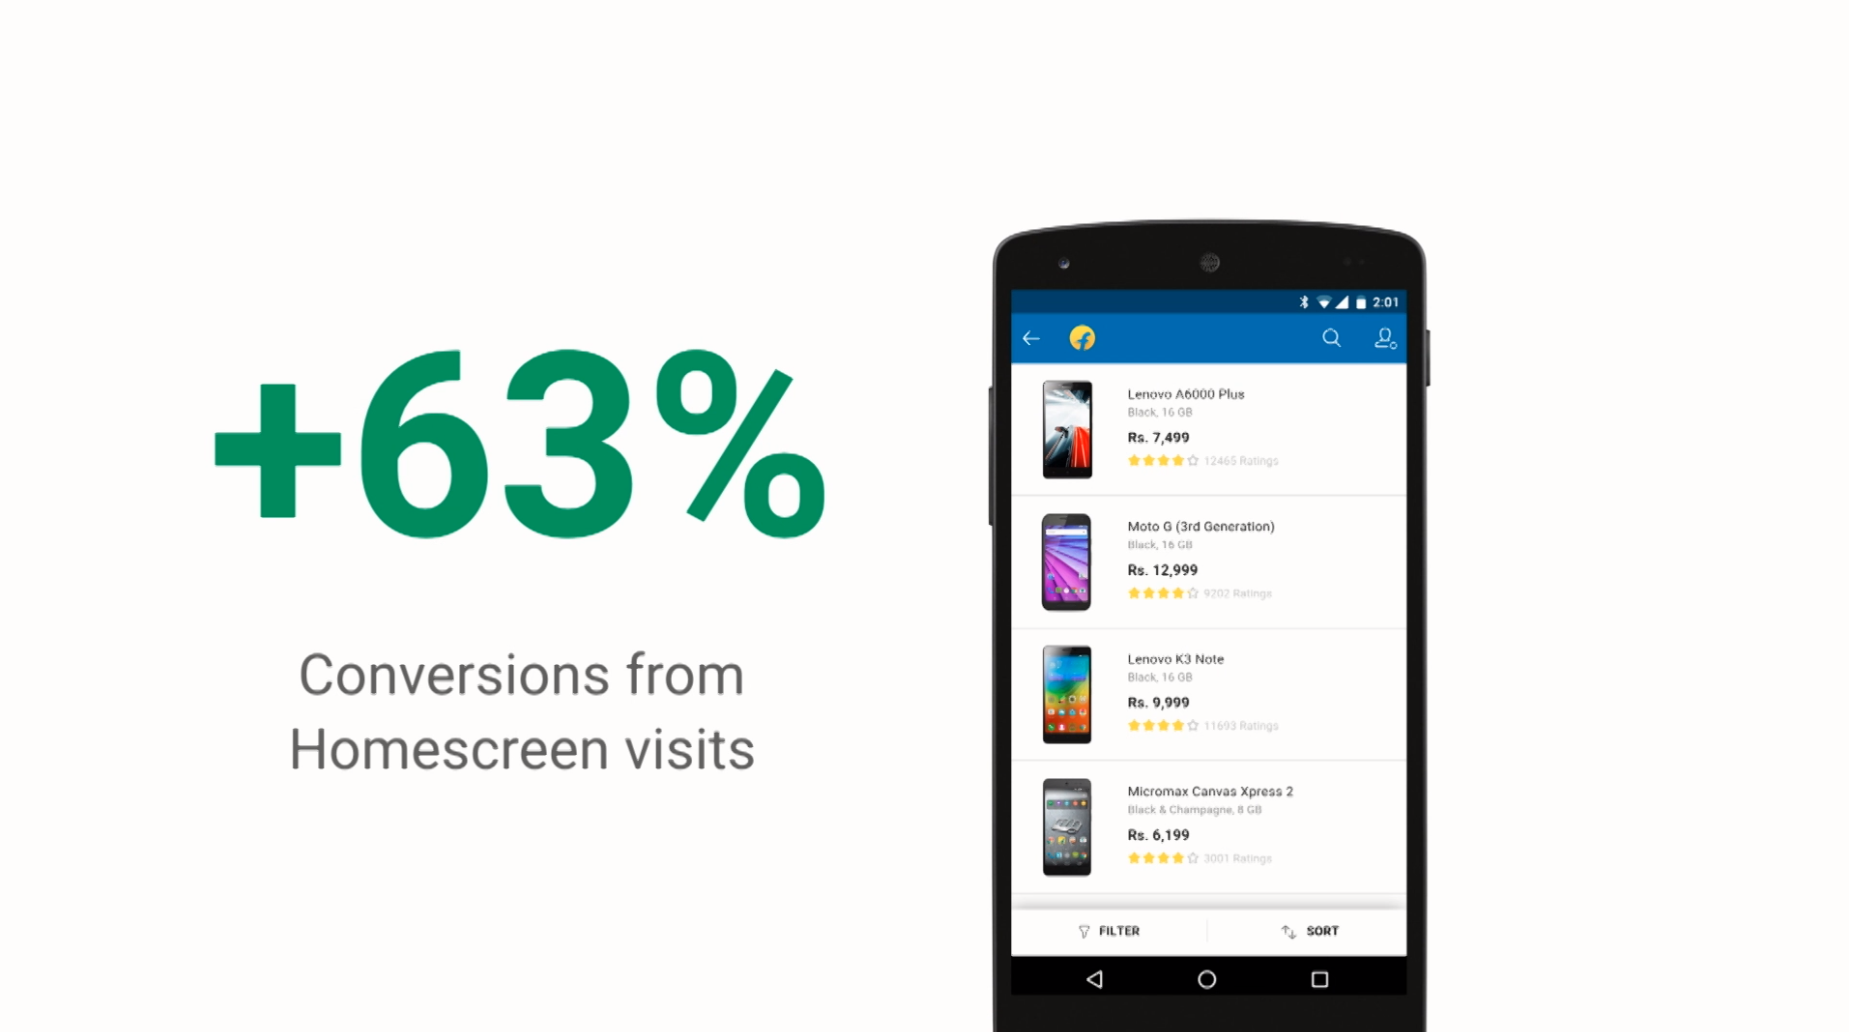 +63%
Conversions from
Homescreen visits
2:01
Lenovo A6000 Plus
Black, 16 GB
Rs. 7,499
12465 Ratings
Moto G (3rd Generation)
Black, 16 GB
Rs. 12,999
9202 Ratings
Lenovo K3 Note
Black, 16 GB
Rs. 9,999
11693 Ratings
Micromax Canvas Xpress 2
Black & Champagne, 8 GB
Rs. 6,199
3001 Ratings
FILTER
SORT